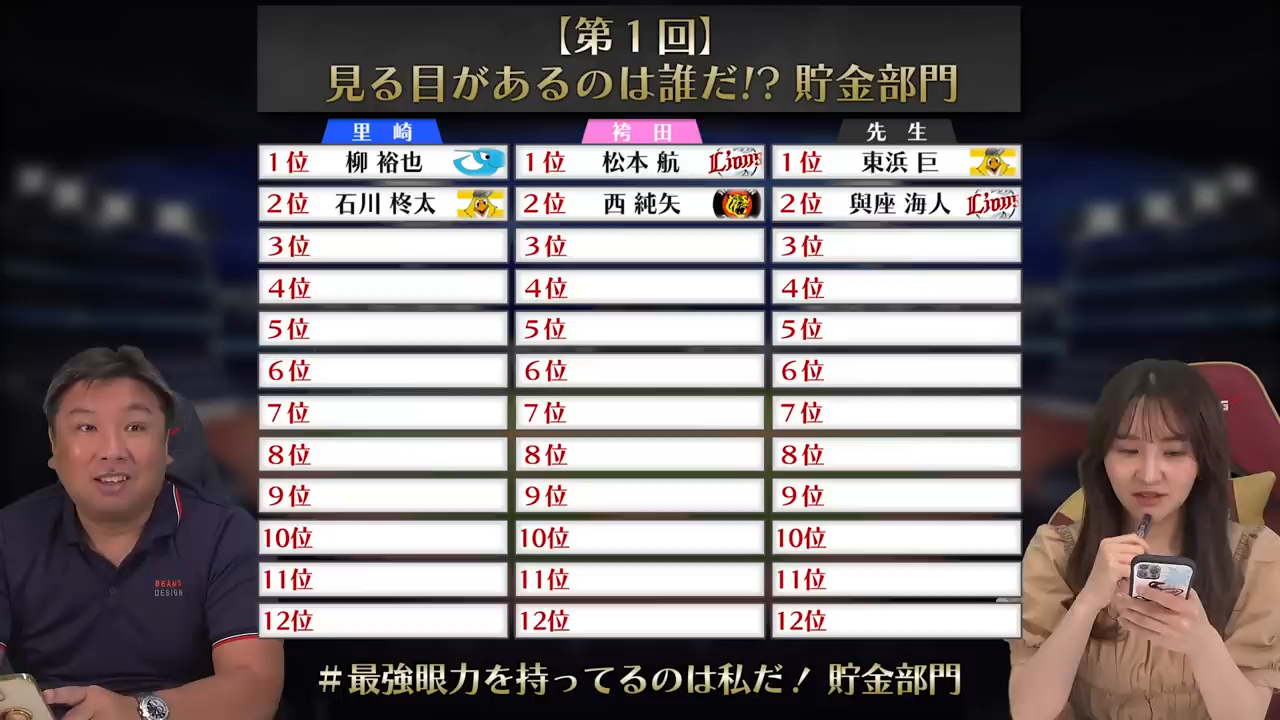 【第１回】
見る目があるのは誰だ!? 貯金部門
里崎 袴田 先生
1位 柳 裕也 1位 松本 航 Lions 1位 東浜 巨
2位 石川 柊太 2位 西 純矢 2位 與座 海人 Lions
3位 3位 3位
4位 4位 4位
5位 5位 5位
6位 6位 6位
7位 7位 7位
8位 8位 8位
9位 9位 9位
10位 10位 10位
11位 11位 11位
12位 12位 12位
BEAMS
DESIGN
＃最強眼力を持ってるのは私だ！ 貯金部門